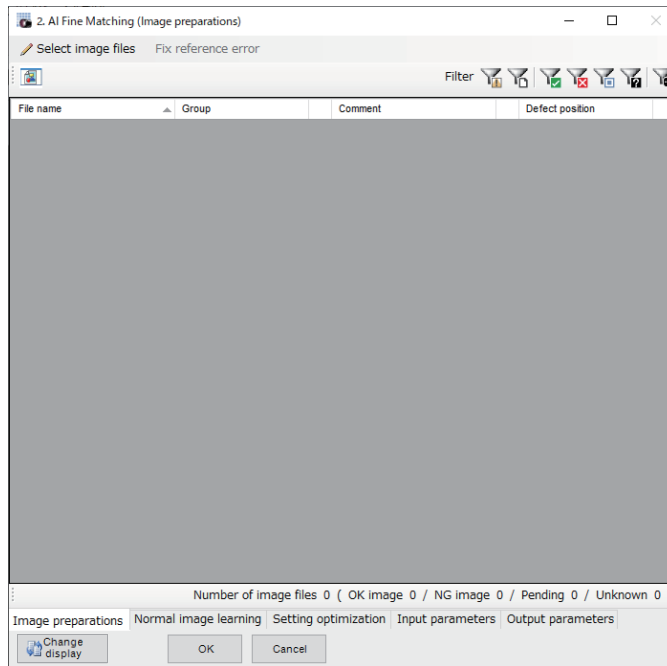 2. AI Fine Matching (Image preparations)
Select image files Fix reference error
Filter
File name Group Comment Defect position
Number of image files 0 ( OK image 0 / NG image 0 / Pending 0 / Unknown 0
Image preparations Normal image learning Setting optimization Input parameters Output parameters
Change display OK Cancel